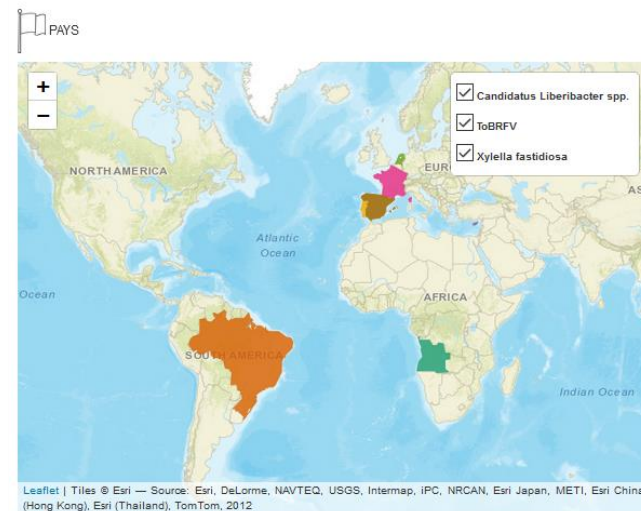 PAYS
+
−
Candidatus Liberibacter spp.
ToBRFV
Xylella fastidiosa
NORTH AMERICA
EUR
AS
Atlantic
Ocean
Ocean
AFRICA
SOUTH AMERICA
Indian Ocean
Leaflet | Tiles © Esri — Source: Esri, DeLorme, NAVTEQ, USGS, Intermap, iPC, NRCAN, Esri Japan, METI, Esri China
(Hong Kong), Esri (Thailand), TomTom, 2012